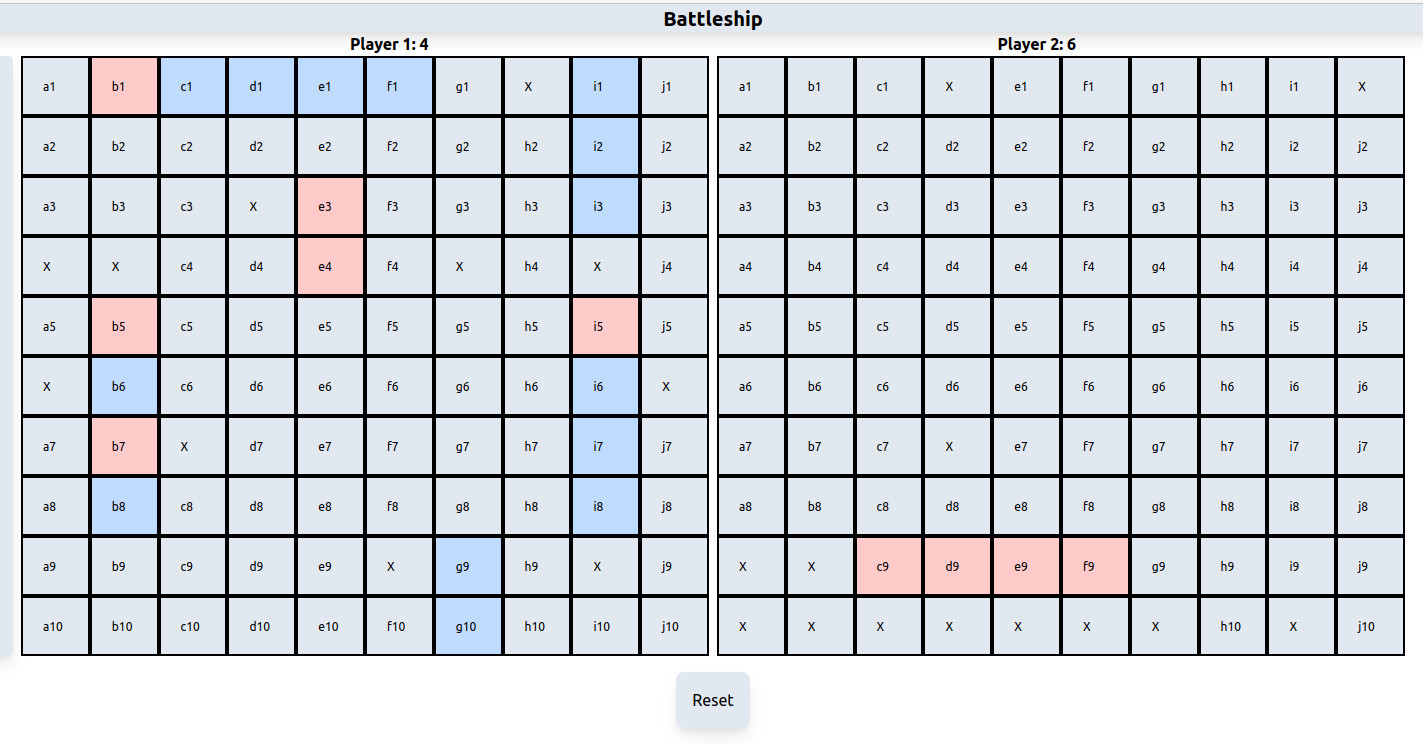 Battleship
Player 1: 4 Player 2: 6
a1 b1 c1 d1 e1 f1 g1 X i1 j1 a1 b1 c1 X e1 f1 g1 h1 i1 X
a2 b2 c2 d2 e2 f2 g2 h2 i2 j2 a2 b2 c2 d2 e2 f2 g2 h2 i2 j2
a3 b3 c3 X e3 f3 g3 h3 i3 j3 a3 b3 c3 d3 e3 f3 g3 h3 i3 j3
X X c4 d4 e4 f4 X h4 X j4 a4 b4 c4 d4 e4 f4 g4 h4 i4 j4
a5 b5 c5 d5 e5 f5 g5 h5 i5 j5 a5 b5 c5 d5 e5 f5 g5 h5 i5 j5
X b6 c6 d6 e6 f6 g6 h6 i6 X a6 b6 c6 d6 e6 f6 g6 h6 i6 j6
a7 b7 X d7 e7 f7 g7 h7 i7 j7 a7 b7 c7 X e7 f7 g7 h7 i7 j7
a8 b8 c8 d8 e8 f8 g8 h8 i8 j8 a8 b8 c8 d8 e8 f8 g8 h8 i8 j8
a9 b9 c9 d9 e9 X g9 h9 X j9 X X c9 d9 e9 f9 g9 h9 i9 j9
a10 b10 c10 d10 e10 f10 g10 h10 i10 j10 X X X X X X X h10 X j10
Reset